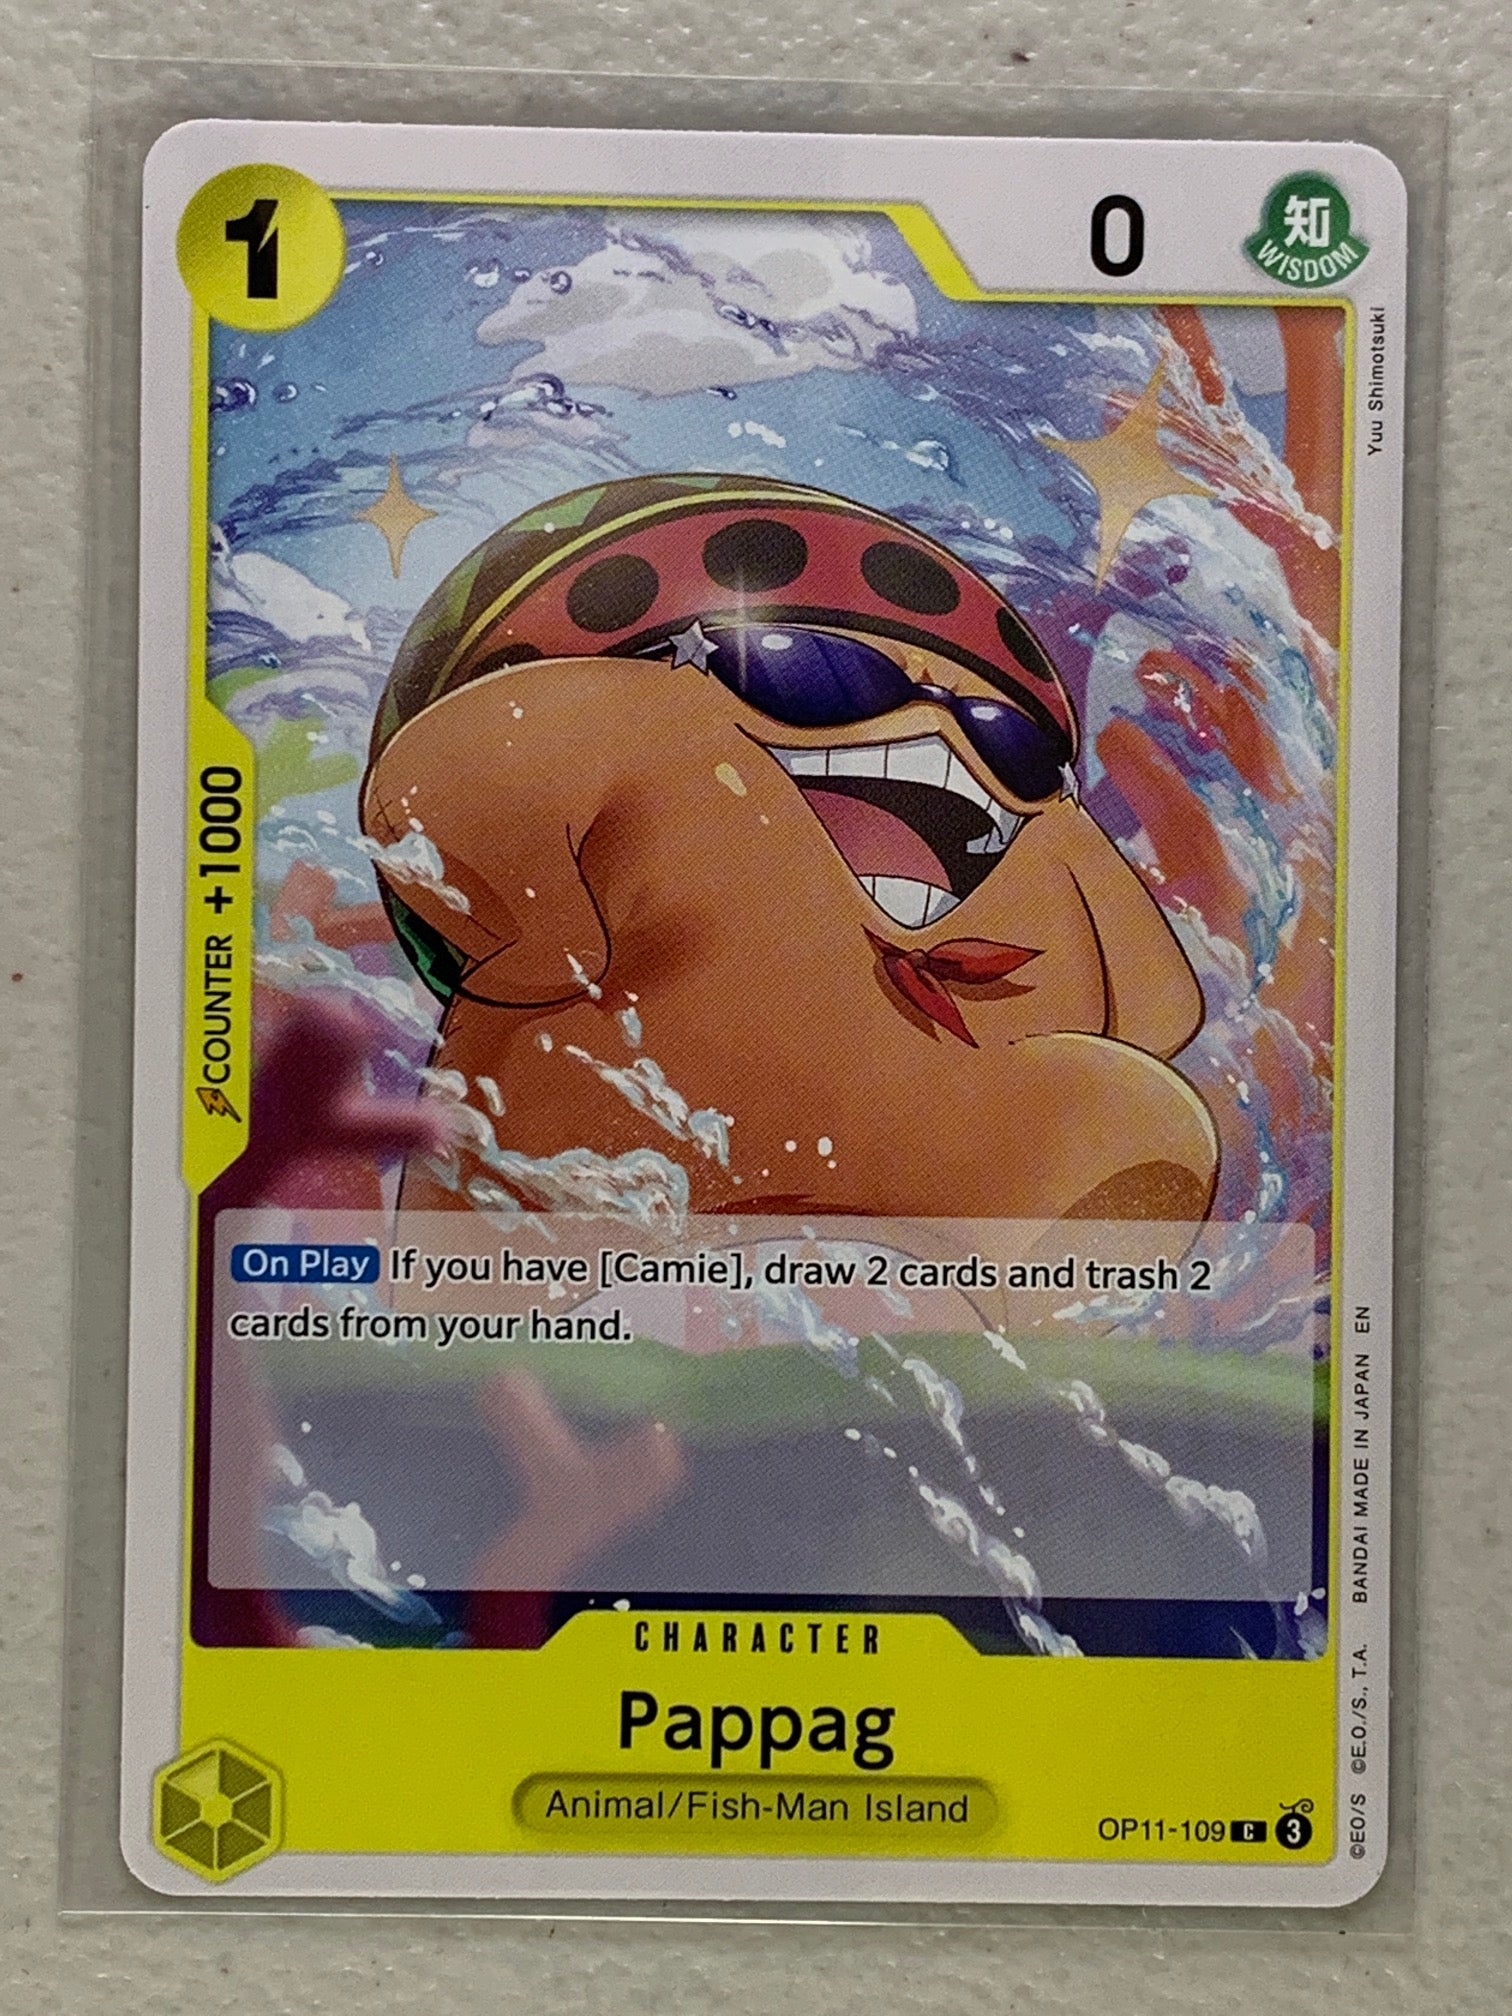 1
0
知
WISDOM
Yuu Shimotsuki
COUNTER +1000
On Play If you have [Camie], draw 2 cards and trash 2
cards from your hand.
CHARACTER
Pappag
Animal/Fish-Man Island
OP11-109 C 3
©EO/S ©E.O./S., T.A. BANDAI MADE IN JAPAN EN